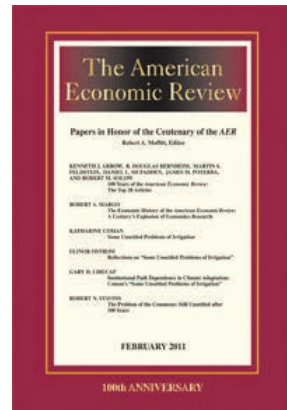 The American
Economic Review
Papers in Honor of the Centenary of the AER
Robert A. Moffitt, Editor
KENNETH J. ARROW, B. DOUGLAS BERNHEIM, MARTIN S.
FELDSTEIN, DANIEL L. McFADDEN, JAMES M. POTERBA,
AND ROBERT M. SOLOW
100 Years of the American Economic Review:
The Top 20 Articles
ROBERT A. MARGO
The Economic History of the American Economic Review:
A Century's Explosion of Economics Research
KATHARINE COMAN
Some Unsettled Problems of Irrigation
ELINOR OSTROM
Reflections on "Some Unsettled Problems of Irrigation"
GARY D. LIBECAP
Institutional Path Dependence in Climate Adaptation:
Coman's "Some Unsettled Problems of Irrigation"
ROBERT N. STAVINS
The Problem of the Commons: Still Unsettled after
100 Years
FEBRUARY 2011
100th ANNIVERSARY